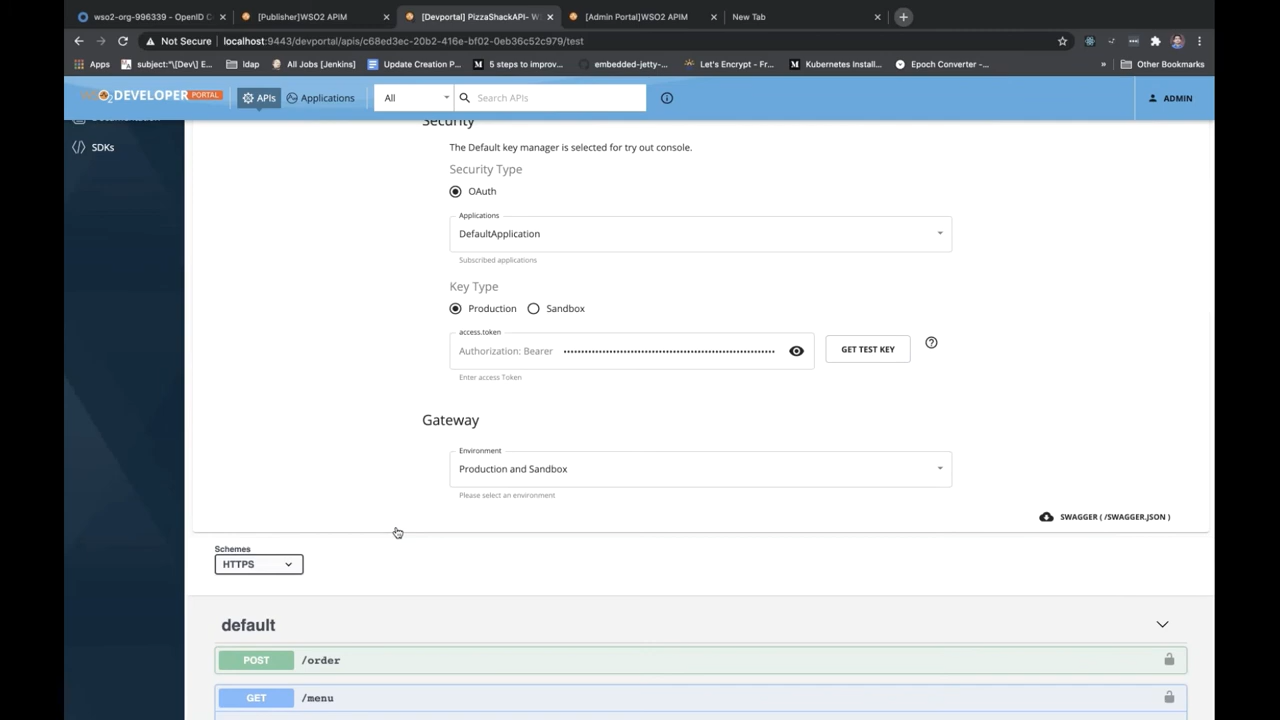 wso2-org-996339 - OpenID C
[Publisher]WSO2 APIM
[Devportal] PizzaShackAPI- W
[Admin Portal]WSO2 APIM
New Tab
Not Secure
localhost:9443/devportal/apis/c68ed3ec-20b2-416e-bf02-0eb36c52c979/test
Apps
subject:"\[Dev\] E...
ldap
All Jobs [Jenkins]
Update Creation P...
5 steps to improv...
embedded-jetty-...
Let's Encrypt - Fr...
Kubernetes Instal...
Epoch Converter -...
»
Other Bookmarks
WSO2 DEVELOPER PORTAL
APIs
Applications
All
Search APIs
ADMIN
Documentation
SDKs
Security
The Default key manager is selected for try out console.
Security Type
OAuth
Applications
DefaultApplication
Subscribed applications
Key Type
Production
Sandbox
access.token
Authorization: Bearer ••••••••••••••••••••••••••••••••••••••••••••••••••••••
GET TEST KEY
Enter access Token
Gateway
Environment
Production and Sandbox
Please select an environment
SWAGGER ( /SWAGGER.JSON )
Schemes
HTTPS
default
POST /order
GET /menu